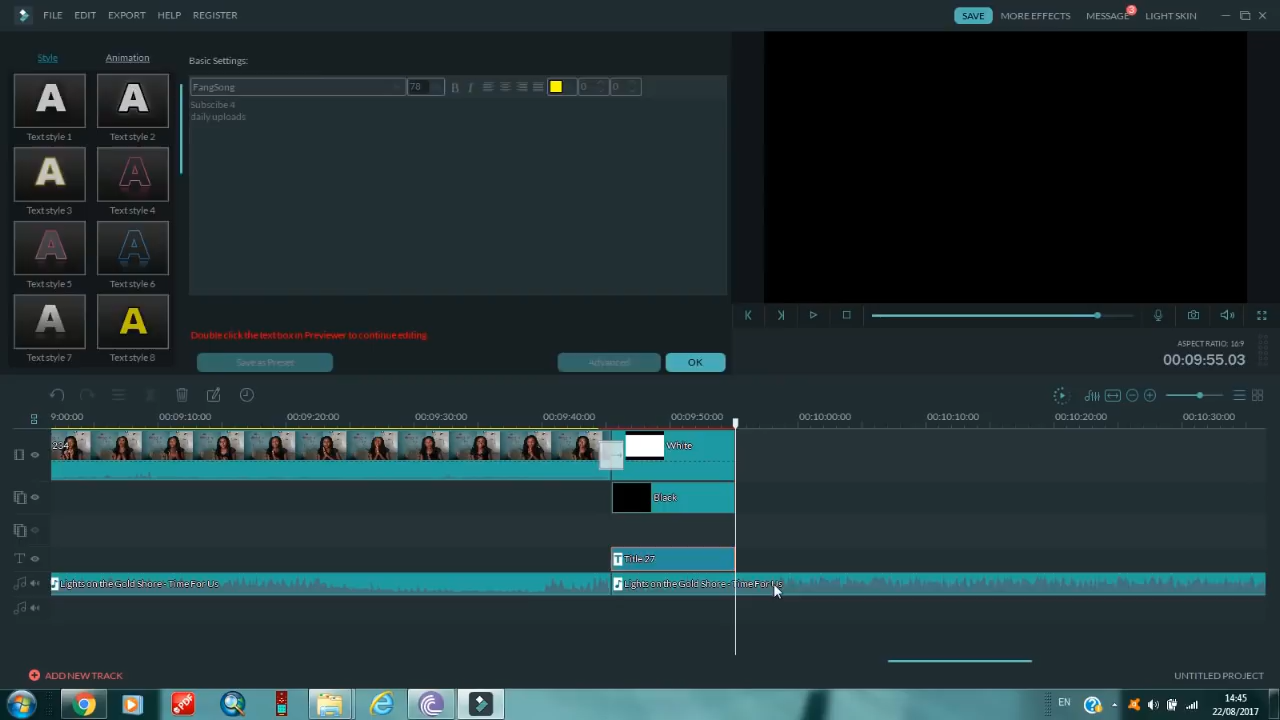 FILE EDIT EXPORT HELP REGISTER
SAVE MORE EFFECTS MESSAGE 3 LIGHT SKIN
Style Animation
Basic Settings:
FangSong 78 B I 0 0
Subscibe 4
daily uploads
A A
Text style 1 Text style 2
A A
Text style 3 Text style 4
A A
Text style 5 Text style 6
A A
Text style 7 Text style 8
Double click the text box in Previewer to continue editing.
Save as Preset Advanced OK
ASPECT RATIO: 16:9
00:09:55.03
9:00:00 00:09:10:00 00:09:20:00 00:09:30:00 00:09:40:00 00:09:50:00 00:10:00:00 00:10:10:00 00:10:20:00 00:10:30:00
234 White
Black
T T Title 27
Lights on the Gold Shore - Time For Us Lights on the Gold Shore - Time For Us
ADD NEW TRACK UNTITLED PROJECT
PDF EN 14:45
22/08/2017